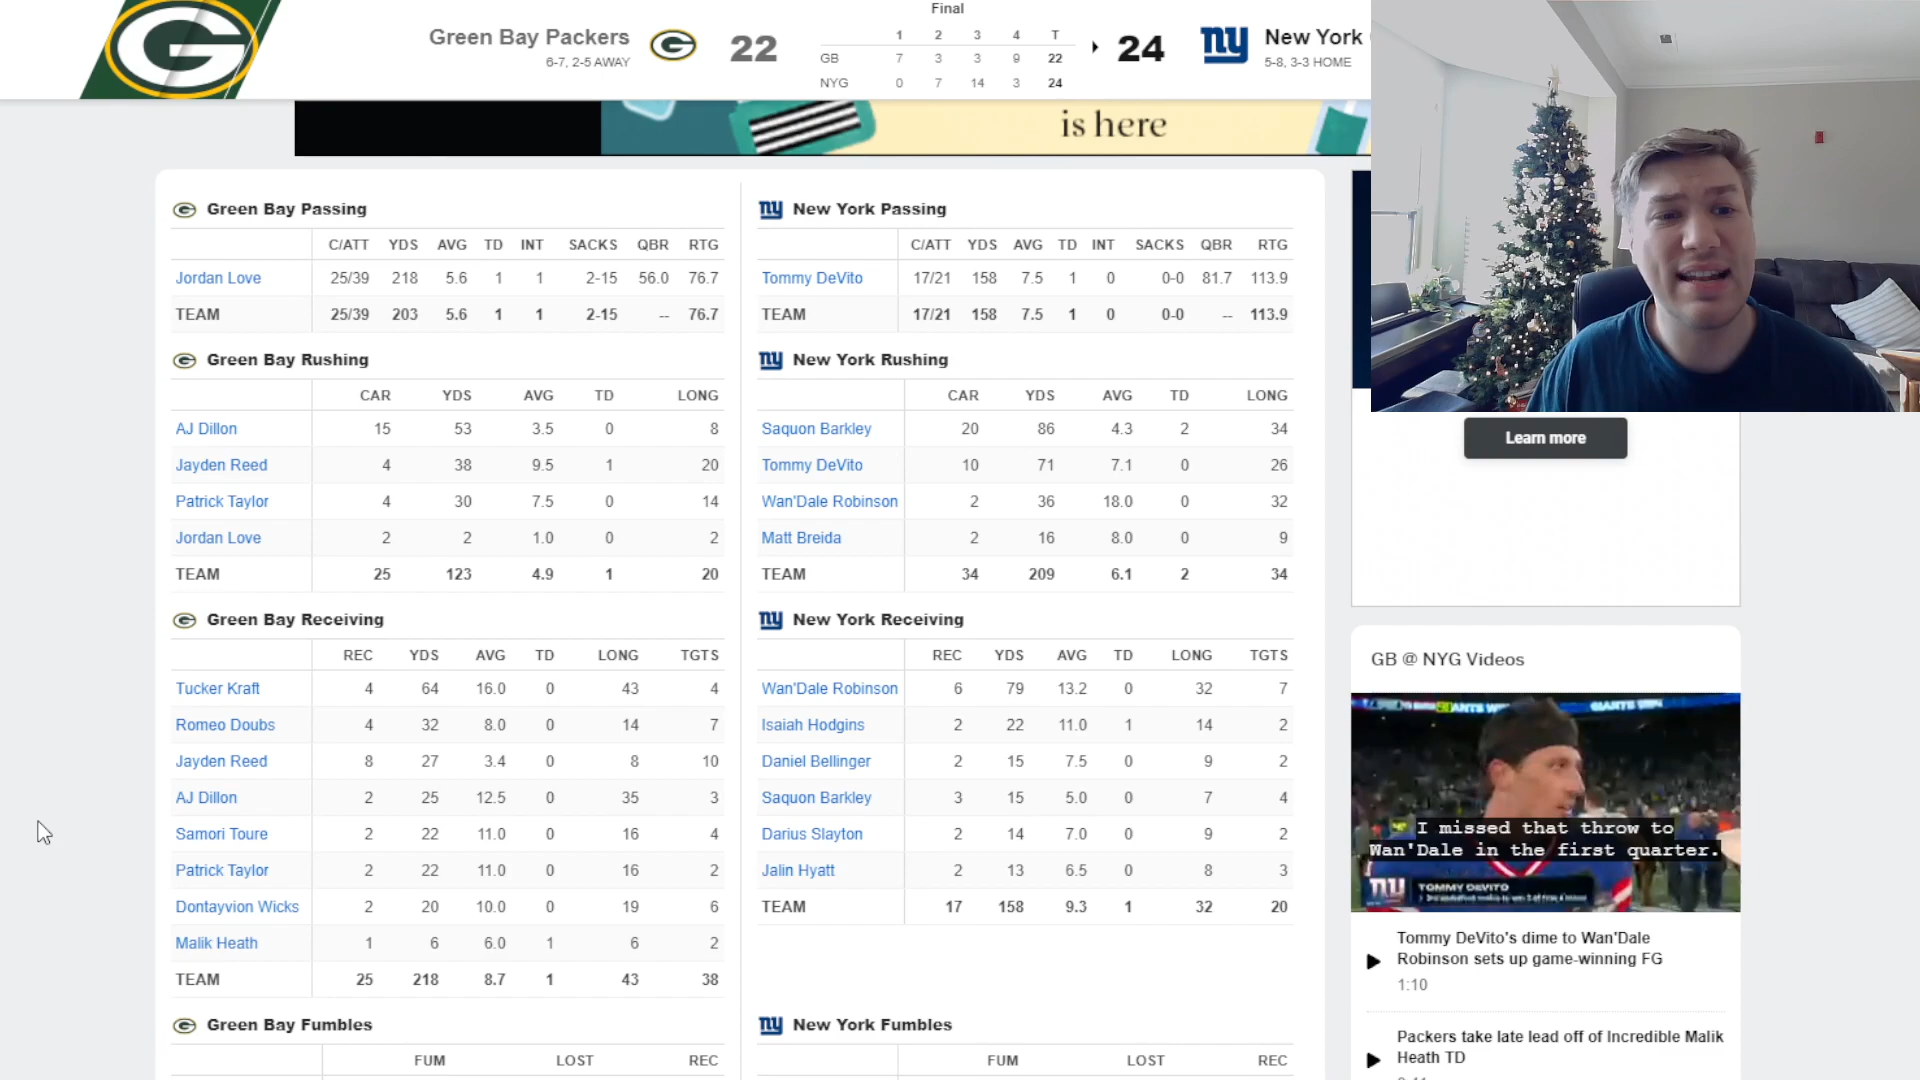 Final
Green Bay Packers
6-7, 2-5 AWAY
22
1 2 3 4 T
GB 7 3 3 9 22
NYG 0 7 14 3 24
24
New York
5-8, 3-3 HOME
is here
Green Bay Passing
C/ATT YDS AVG TD INT SACKS QBR RTG
Jordan Love 25/39 218 5.6 1 1 2-15 56.0 76.7
TEAM 25/39 203 5.6 1 1 2-15 -- 76.7
New York Passing
C/ATT YDS AVG TD INT SACKS QBR RTG
Tommy DeVito 17/21 158 7.5 1 0 0-0 81.7 113.9
TEAM 17/21 158 7.5 1 0 0-0 -- 113.9
Green Bay Rushing
CAR YDS AVG TD LONG
AJ Dillon 15 53 3.5 0 8
Jayden Reed 4 38 9.5 1 20
Patrick Taylor 4 30 7.5 0 14
Jordan Love 2 2 1.0 0 2
TEAM 25 123 4.9 1 20
New York Rushing
CAR YDS AVG TD LONG
Saquon Barkley 20 86 4.3 2 34
Tommy DeVito 10 71 7.1 0 26
Wan'Dale Robinson 2 36 18.0 0 32
Matt Breida 2 16 8.0 0 9
TEAM 34 209 6.1 2 34
Green Bay Receiving
REC YDS AVG TD LONG TGTS
Tucker Kraft 4 64 16.0 0 43 4
Romeo Doubs 4 32 8.0 0 14 7
Jayden Reed 8 27 3.4 0 8 10
AJ Dillon 2 25 12.5 0 35 3
Samori Toure 2 22 11.0 0 16 4
Patrick Taylor 2 22 11.0 0 16 2
Dontayvion Wicks 2 20 10.0 0 19 6
Malik Heath 1 6 6.0 1 6 2
TEAM 25 218 8.7 1 43 38
New York Receiving
REC YDS AVG TD LONG TGTS
Wan'Dale Robinson 6 79 13.2 0 32 7
Isaiah Hodgins 2 22 11.0 1 14 2
Daniel Bellinger 2 15 7.5 0 9 2
Saquon Barkley 3 15 5.0 0 7 4
Darius Slayton 2 14 7.0 0 9 2
Jalin Hyatt 2 13 6.5 0 8 3
TEAM 17 158 9.3 1 32 20
Green Bay Fumbles
FUM LOST REC
New York Fumbles
FUM LOST REC
Learn more
GB @ NYG Videos
I missed that throw to
Wan'Dale in the first quarter.
ny TOMMY DEVITO
Tommy DeVito's dime to Wan'Dale
Robinson sets up game-winning FG
1:10
Packers take late lead off of Incredible Malik
Heath TD